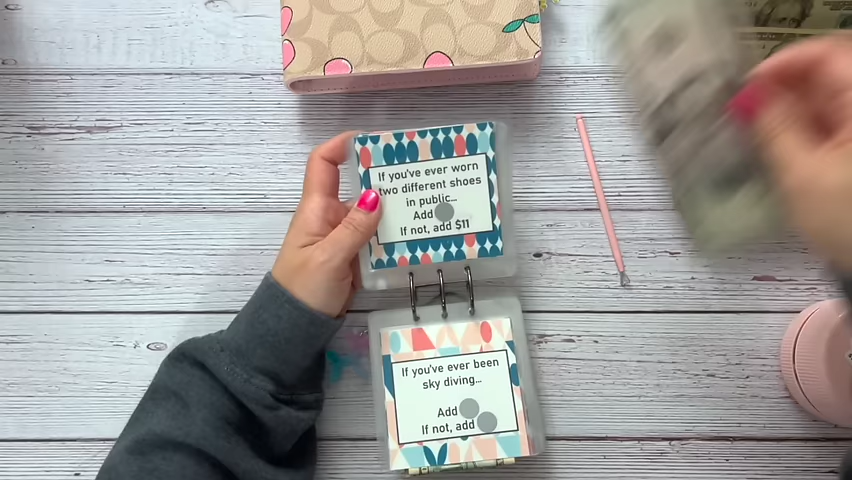 If you've ever worn
two different shoes
in public...
Add
If not, add $11
If you've ever been
sky diving...
Add
If not, add